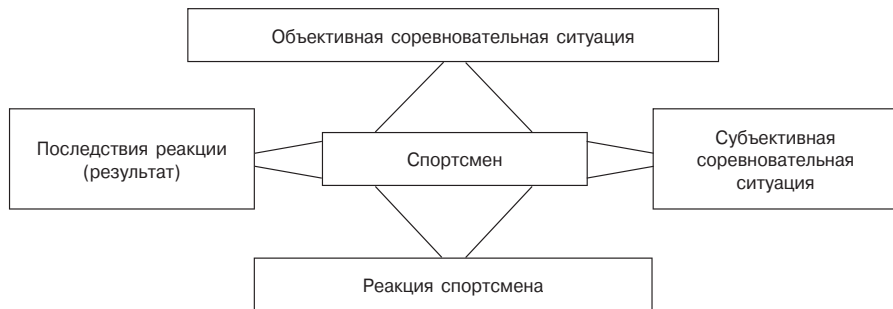 Объективная соревновательная ситуация
Последствия реакции
(результат)
Спортсмен
Субъективная
соревновательная
ситуация
Реакция спортсмена